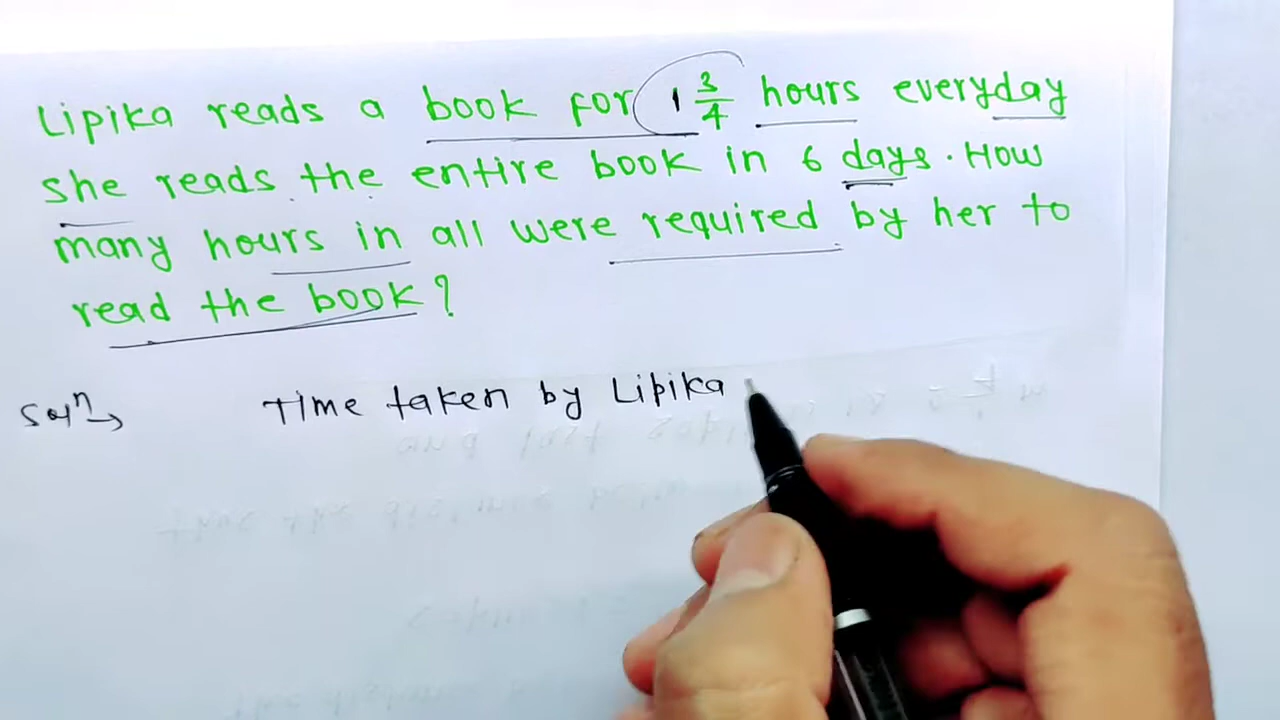 Lipika reads a book for 1 3/4 hours everyday
she reads the entire book in 6 days. How
many hours in all were required by her to
read the book?
Solⁿ→ Time taken by Lipika